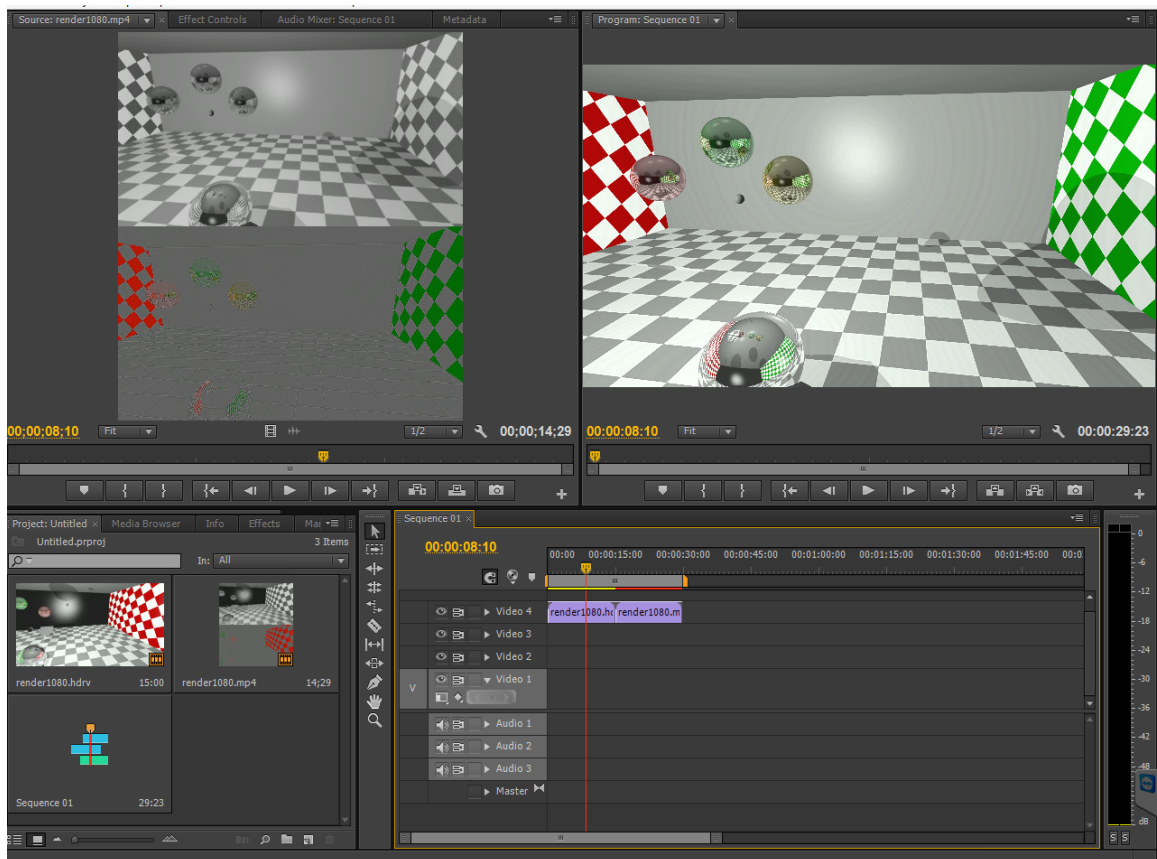 Source: render1080.mp4 Effect Controls Audio Mixer: Sequence 01 Metadata
Program: Sequence 01
00;00;08;10 Fit 1/2 00;00;14;29
00:00:08:10 Fit 1/2 00:00:29:23
Project: Untitled Media Browser Info Effects
Untitled.prproj 3 Items
In: All
render1080.hdrv 15:00
render1080.mp4 14;29
Sequence 01 29:23
Sequence 01
00:00:08:10
00:00 00:00:15:00 00:00:30:00 00:00:45:00 00:01:00:00 00:01:15:00 00:01:30:00 00:01:45:00 00:0
Video 4 render1080.hd render1080.m
Video 3
Video 2
V Video 1
Audio 1
Audio 2
Audio 3
Master
0
-6
-12
-18
-24
-30
-36
-42
-48
dB
S S